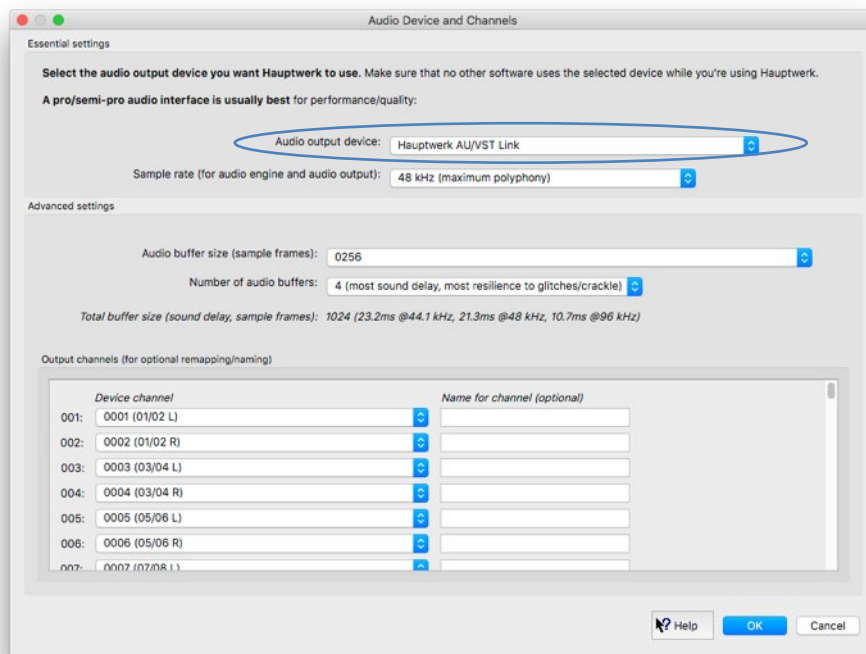 Audio Device and Channels
Essential settings
Select the audio output device you want Hauptwerk to use. Make sure that no other software uses the selected device while you're using Hauptwerk.
A pro/semi-pro audio interface is usually best for performance/quality:
Audio output device: Hauptwerk AU/VST Link
Sample rate (for audio engine and audio output): 48 kHz (maximum polyphony)
Advanced settings
Audio buffer size (sample frames): 0256
Number of audio buffers: 4 (most sound delay, most resilience to glitches/crackle)
Total buffer size (sound delay, sample frames): 1024 (23.2ms @44.1 kHz, 21.3ms @48 kHz, 10.7ms @96 kHz)
Output channels (for optional remapping/naming)
Device channel Name for channel (optional)
001: 0001 (01/02 L)
002: 0002 (01/02 R)
003: 0003 (03/04 L)
004: 0004 (03/04 R)
005: 0005 (05/06 L)
006: 0006 (05/06 R)
007: 0007 (07/08 L)
? Help OK Cancel